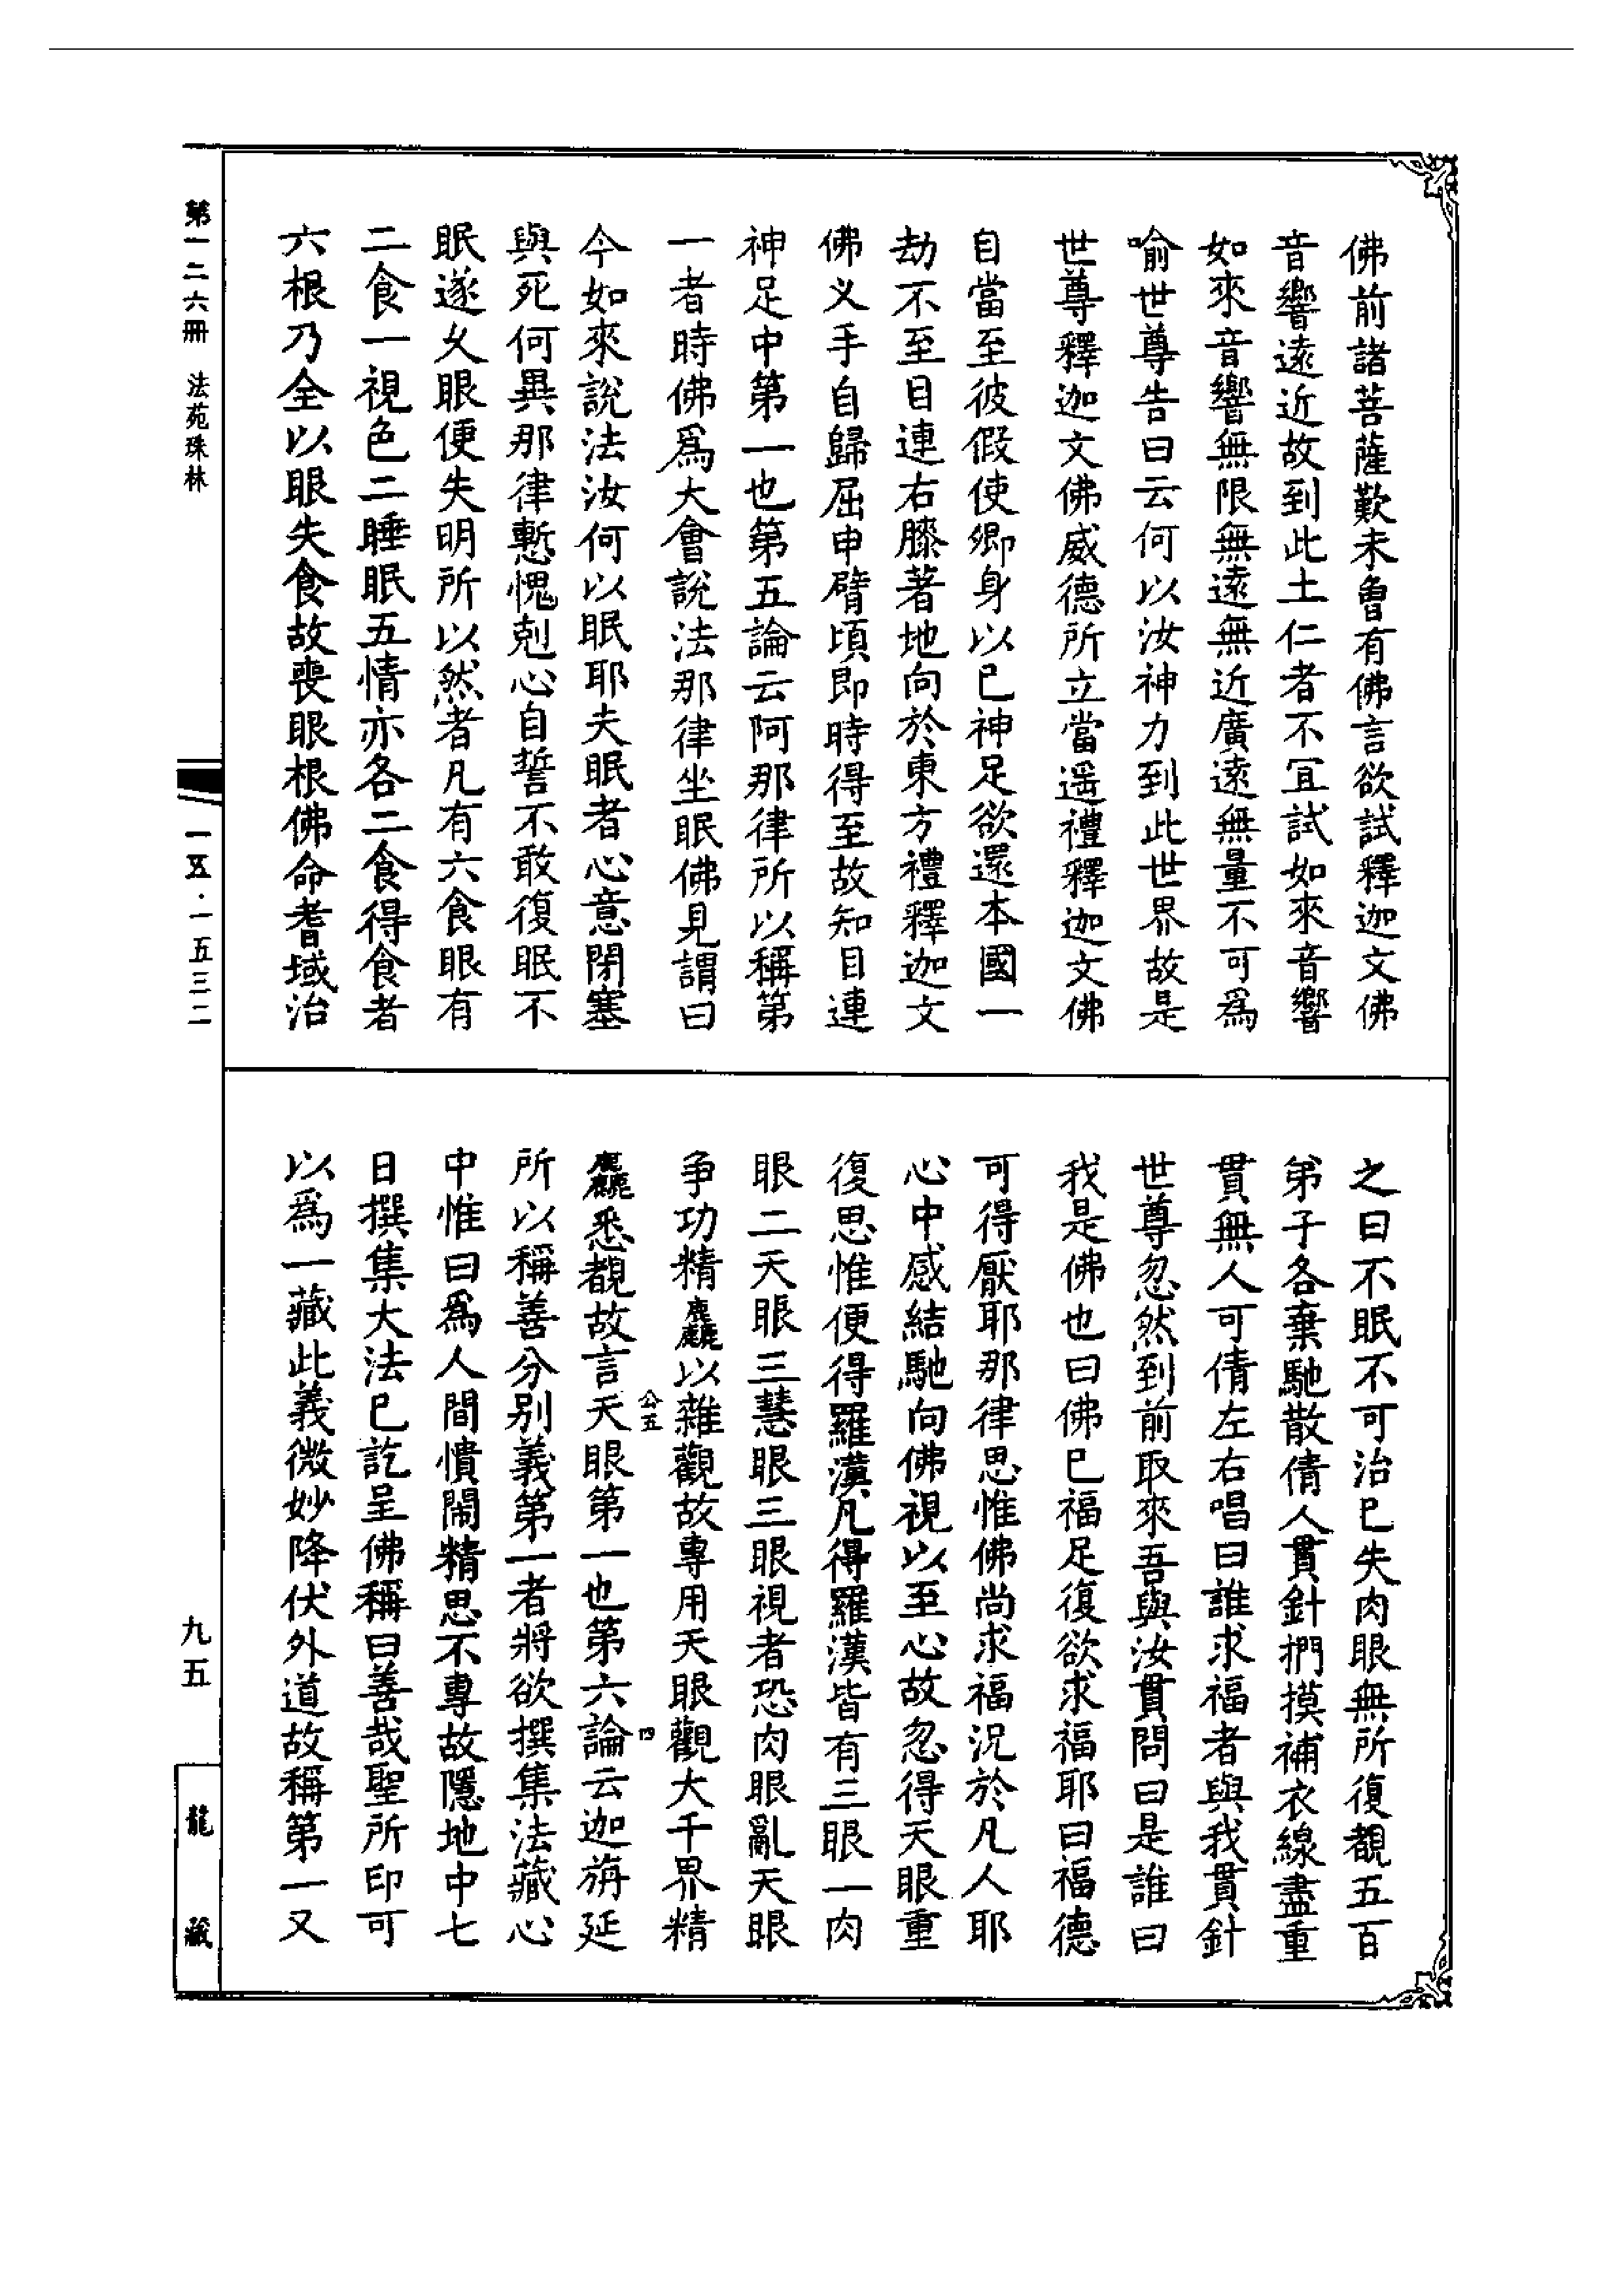 佛前諸菩薩歎未曾有佛言欲試釋迦文佛
音響遠近故到此土仁者不宜試如來音響
如來音響無限無遠無近廣遠無量不可爲
喻世尊告曰云何以汝神力到此世界故是
世尊釋迦文佛威德所立當遥禮釋迦文佛
自當至彼假使卿身以已神足欲還本國一
劫不至目連右膝著地向於東方禮釋迦文
佛义手自歸屈申臂頃即時得至故知目連
神足中第一也第五論云阿那律所以稱第
一者時佛爲大會說法那律坐眠佛見謂曰
今如來說法汝何以眠耶夫眠者心意閉塞
與死何異那律慙愧剋心自誓不敢復眠不
眠遂乆眼便失明所以然者凡有六食眼有
二食一視色二睡眠五情亦各二食得食者
六根乃全以眼失食故喪眼根佛命耆域治
之曰不眠不可治已失肉眼無所復覩五百
弟子各棄馳散倩人貫針捫摸補衣線盡重
貫無人可倩左右唱曰誰求福者與我貫針
世尊忽然到前取來吾與汝貫問曰是誰曰
我是佛也曰佛已福足復欲求福耶曰福德
可得厭耶那律思惟佛尚求福況於凡人耶
心中感結馳向佛視以至心故忽得天眼重
復思惟便得羅漢凡得羅漢皆有三眼一肉
眼二天眼三慧眼三眼視者恐肉眼亂天眼
争功精麤以雜觀故專用天眼觀大千界精
麤悉覩故言天眼第一也第六論云迦旃延
公五
四
所以稱善分別義第一者將欲撰集法藏心
中惟曰爲人間憒閙精思不專故隱地中七
日撰集大法已訖呈佛稱曰善哉聖所印可
以爲一藏此義微妙降伏外道故稱第一又
第一二六冊 法苑珠林
一五·一五三二
九五
龍藏